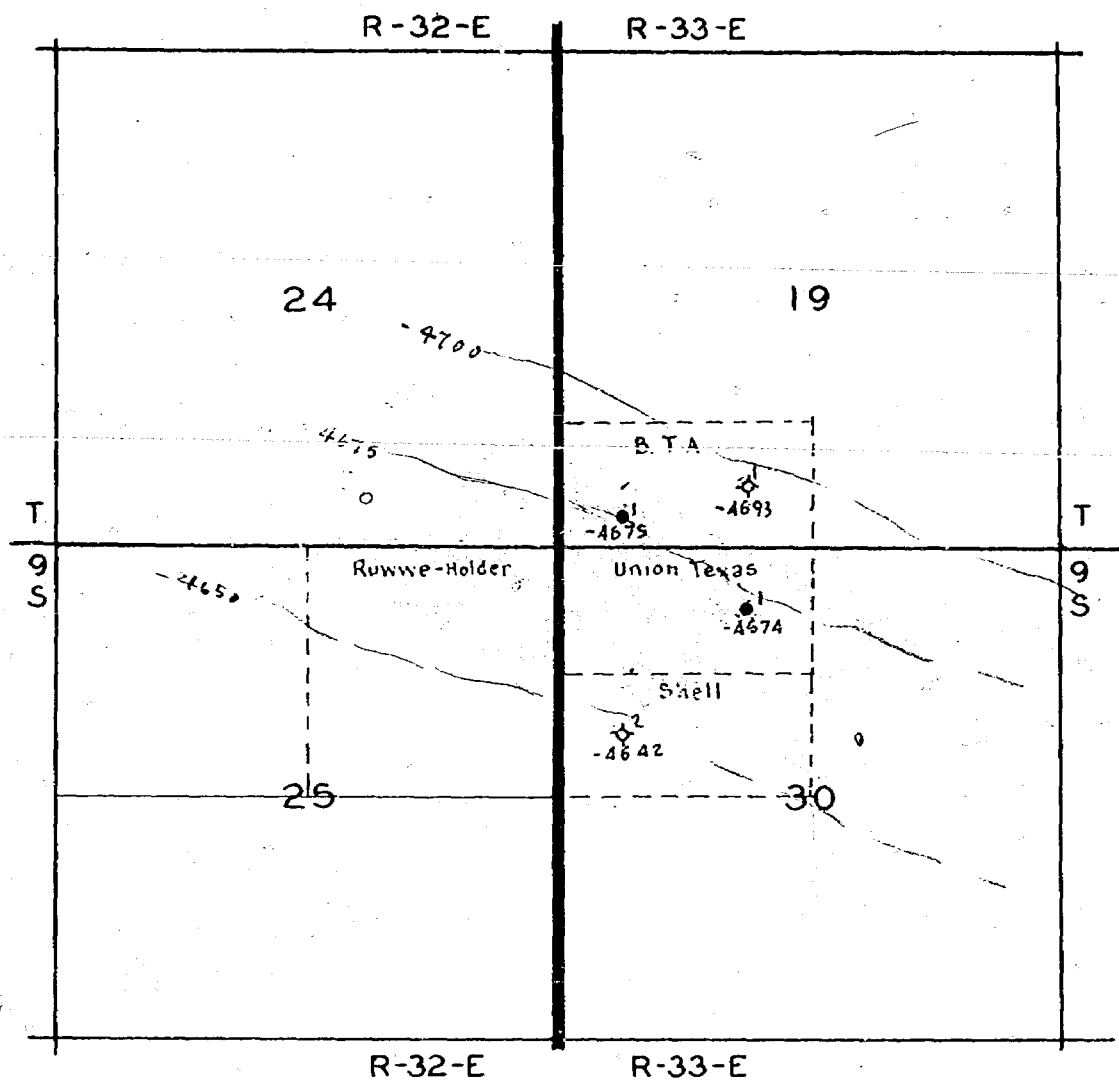 R-32-E R-33-E
24 19
-4700
4675
B.T.A
1
-4693
1
-4675
T T
9 9
S S
Ruwwe-Holder Union Texas
-4650
1
-4674
Shell
2
-4642
25 30
R-32-E R-33-E